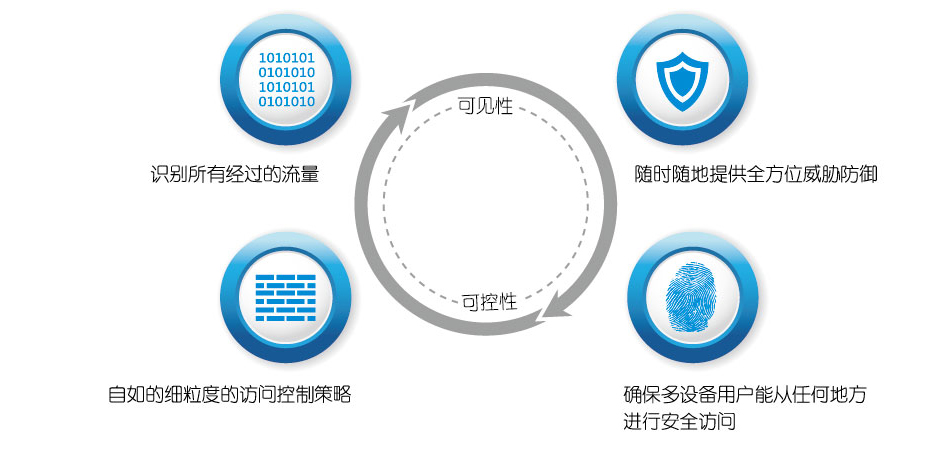 1010101
0101010
1010101
0101010
可见性
识别所有经过的流量
随时随地提供全方位威胁防御
可控性
自如的细粒度的访问控制策略
确保多设备用户能从任何地方
进行安全访问